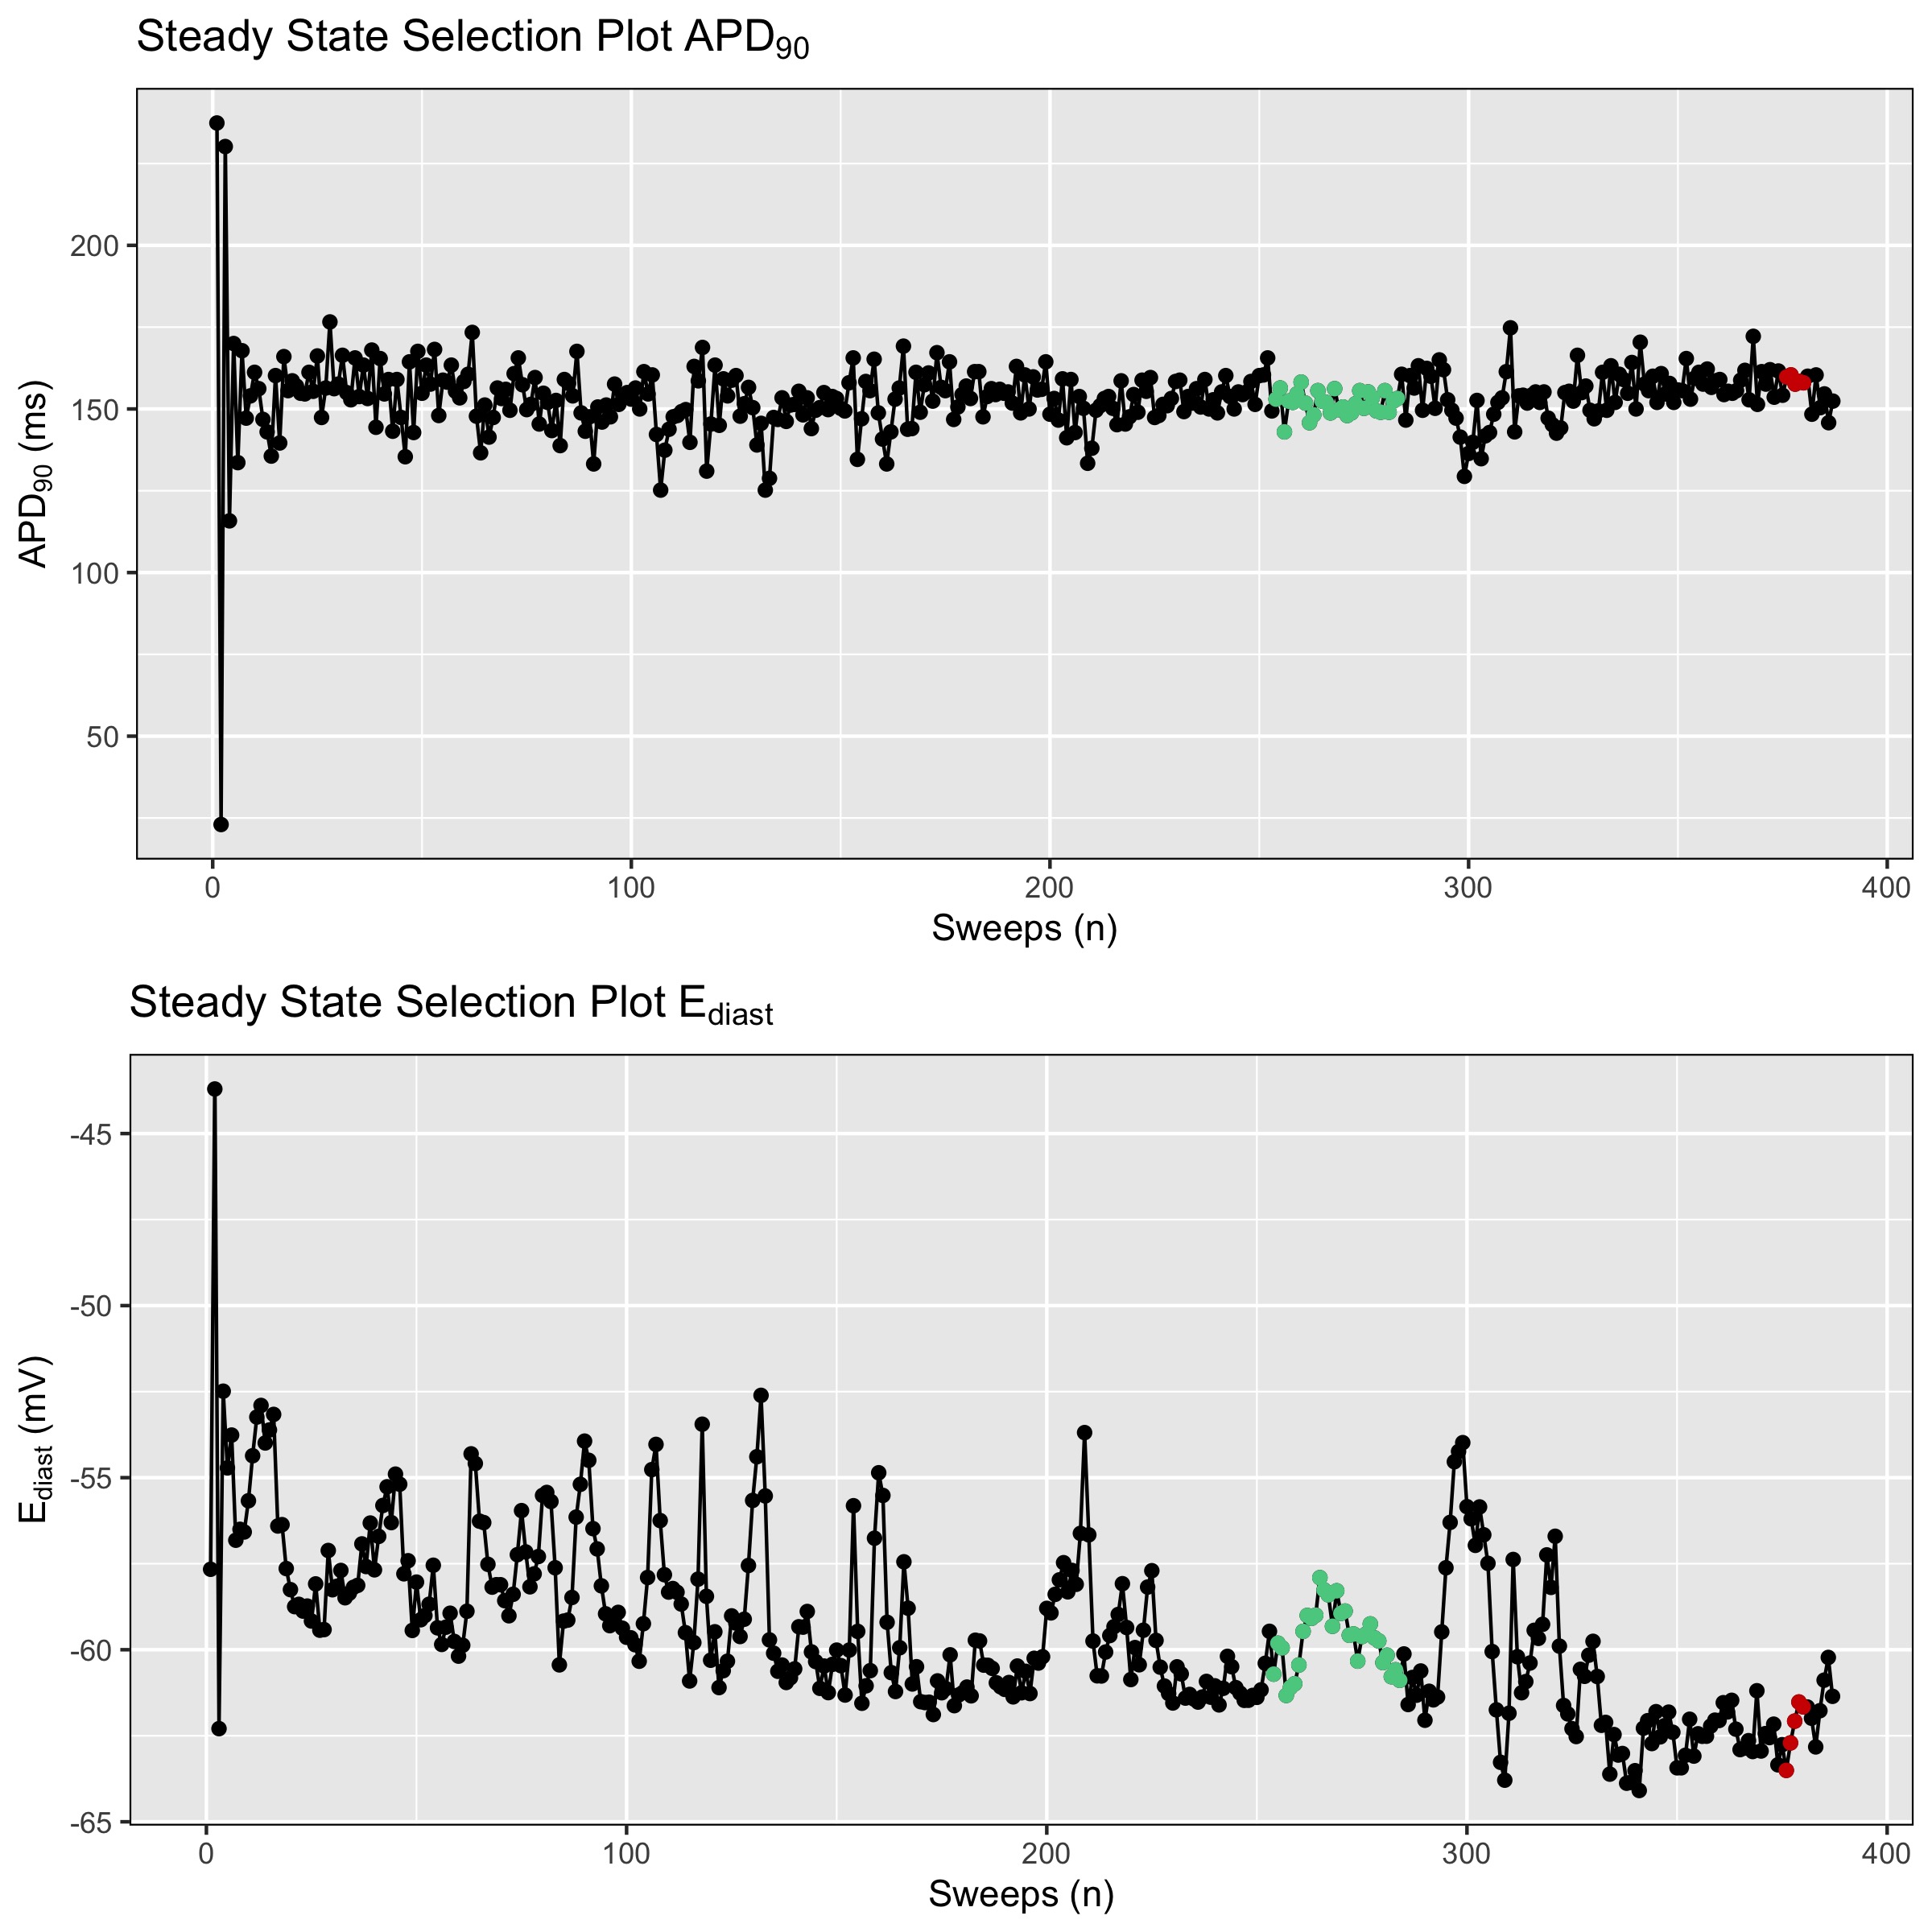 Steady State Selection Plot APD90
200
150
100
50
APD90 (ms)
0 100 200 300 400
Sweeps (n)
Steady State Selection Plot Ediast
-45
-50
-55
-60
-65
Ediast (mV)
0 100 200 300 400
Sweeps (n)